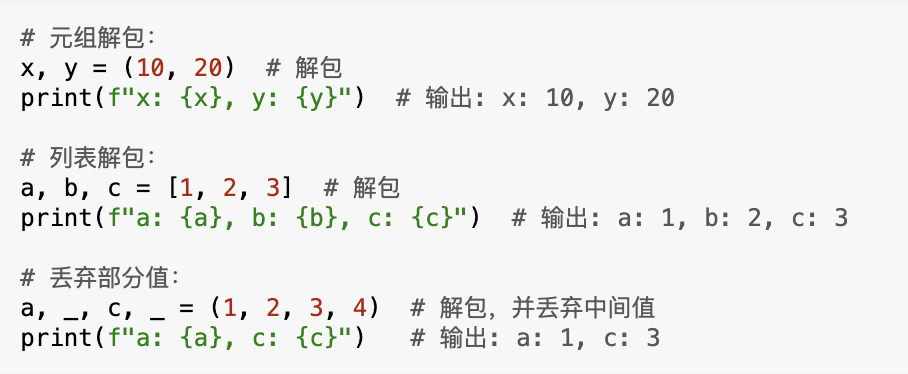 # 元组解包：
x, y = (10, 20)  # 解包
print(f"x: {x}, y: {y}")  # 输出: x: 10, y: 20
# 列表解包：
a, b, c = [1, 2, 3]  # 解包
print(f"a: {a}, b: {b}, c: {c}")  # 输出: a: 1, b: 2, c: 3
# 丢弃部分值：
a, _, c, _ = (1, 2, 3, 4)  # 解包，并丢弃中间值
print(f"a: {a}, c: {c}")   # 输出: a: 1, c: 3